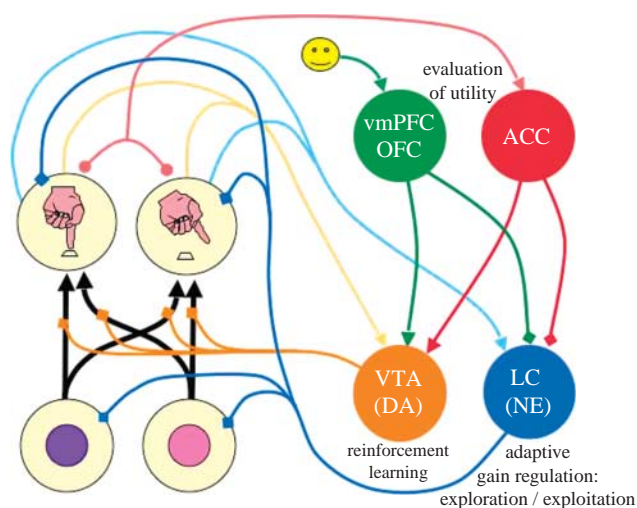 evaluation
of utility
vmPFC
OFC
ACC
VTA
(DA)
LC
(NE)
reinforcement
learning
adaptive
gain regulation:
exploration / exploitation